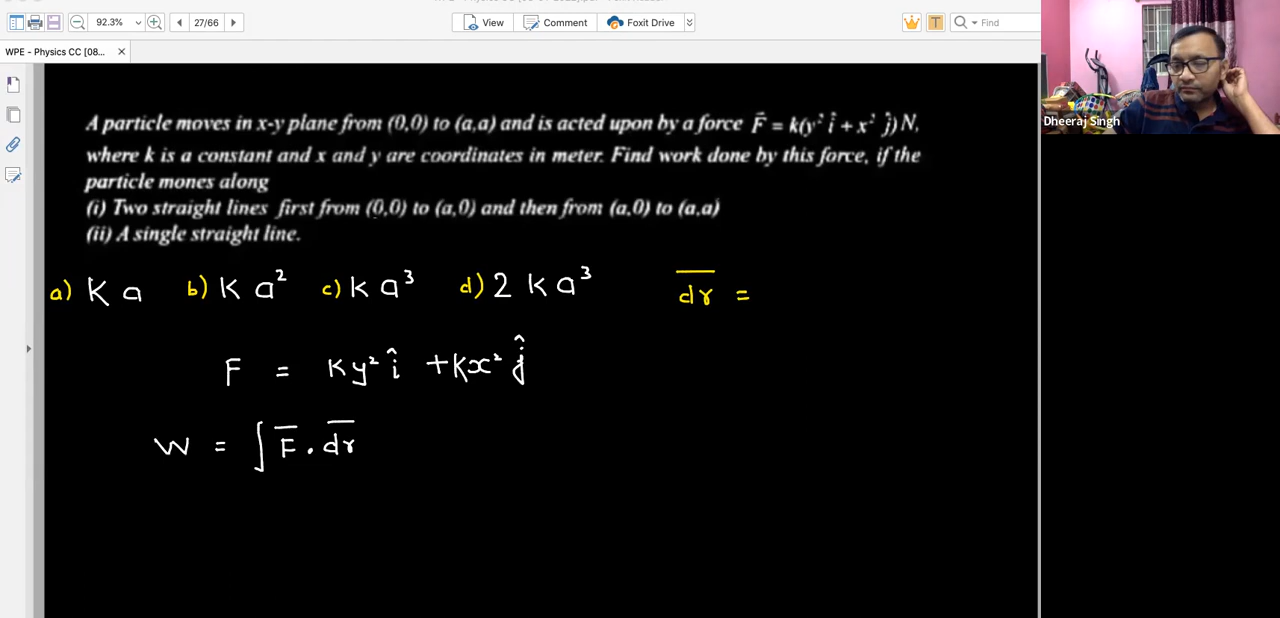 92.3%
27/66
View
Comment
Foxit Drive
Find
WPE - Physics CC [08...
Dheeraj Singh
A particle moves in x-y plane from (0,0) to (a,a) and is acted upon by a force F⃗ = k(y² î + x² ĵ) N,
where k is a constant and x and y are coordinates in meter. Find work done by this force, if the
particle mones along
(i) Two straight lines first from (0,0) to (a,0) and then from (a,0) to (a,a)
(ii) A single straight line.
a) K a b) K a² c) K a³ d) 2 K a³ d̅r̅ =
F = Ky² î + Kx² ĵ
W = ∫ F̅ . d̅r̅